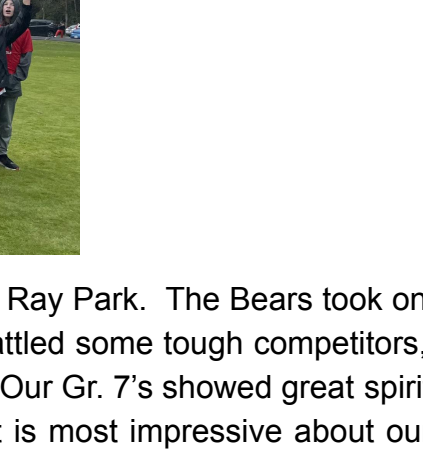 Ray Park. The Bears took on
attled some tough competitors,
Our Gr. 7’s showed great spiri
t is most impressive about ou